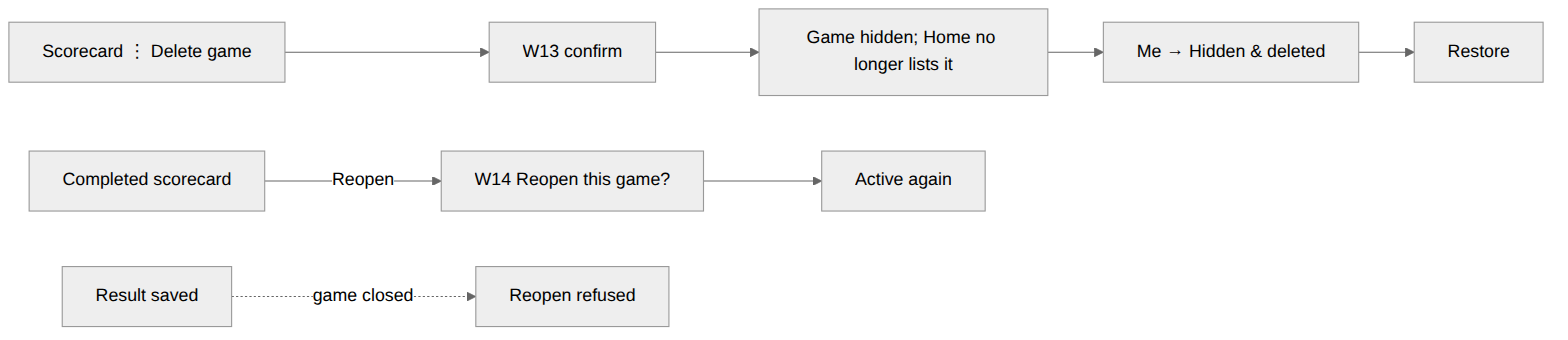 Scorecard ⋮ Delete game
W13 confirm
Game hidden; Home no
longer lists it
Me → Hidden & deleted
Restore
Completed scorecard
Reopen
W14 Reopen this game?
Active again
Result saved
game closed
Reopen refused